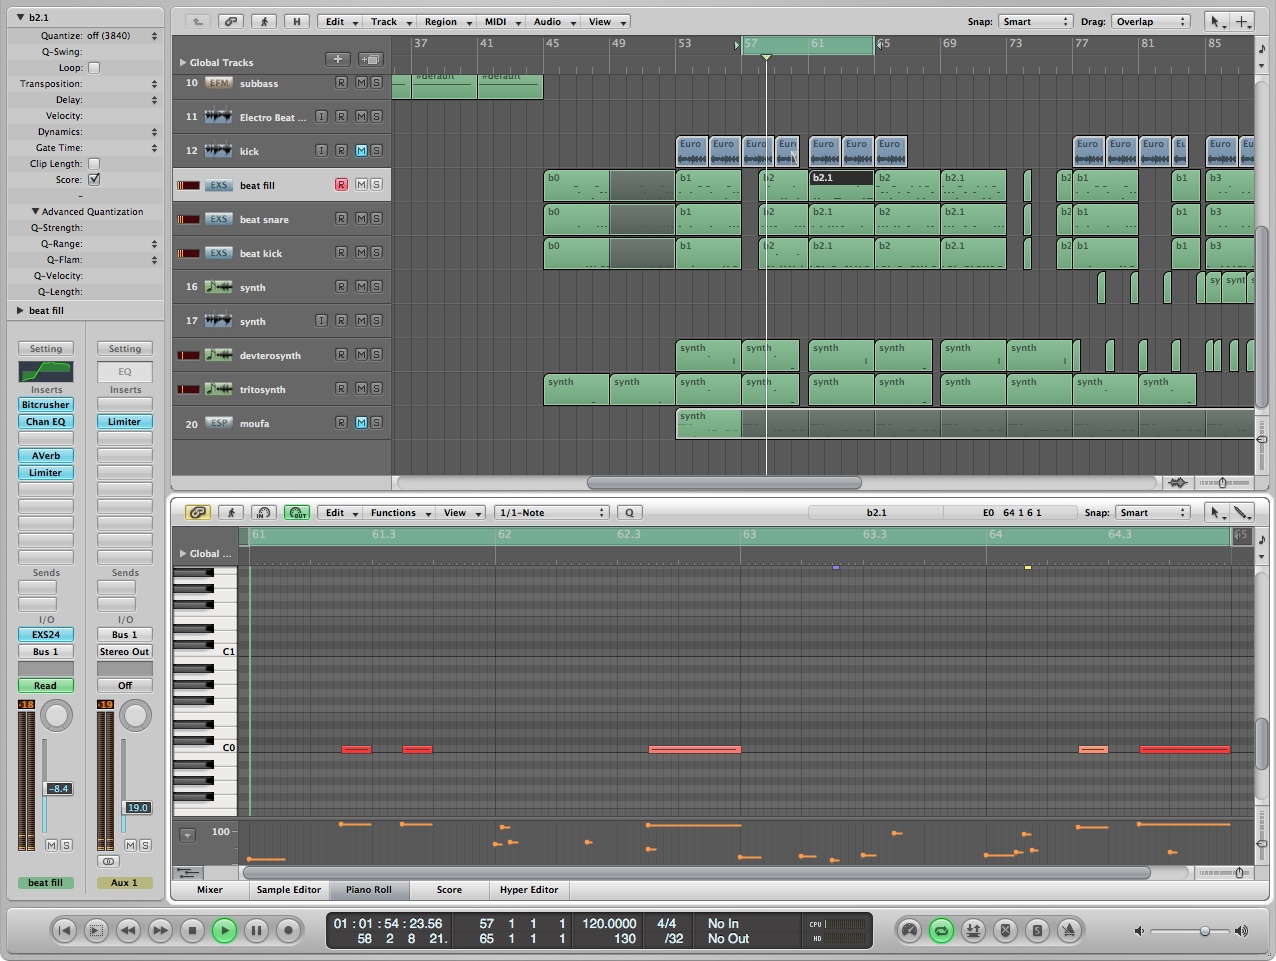 b2.1
Quantize: off (3840)
Q-Swing:
Loop:
Transposition:
Delay:
Velocity:
Dynamics:
Gate Time:
Clip Length:
Score:
Advanced Quantization
Q-Strength:
Q-Range:
Q-Flam:
Q-Velocity:
Q-Length:
beat fill
Setting Setting
EQ
Inserts Inserts
Bitcrusher
Chan EQ Limiter
AVerb
Limiter
Sends Sends
I/O I/O
EXS24 Bus 1
Bus 1 Stereo Out
Read Off
-18 -19
-8.4
19.0
M S M S
beat fill Aux 1
H Edit Track Region MIDI Audio View Snap: Smart Drag: Overlap
37 41 45 49 53 57 61 65 69 73 77 81 85
Global Tracks
10 EFM subbass R M S #default #default
11 Electro Beat ... I R M S
12 kick I R M S Euro Euro Euro Euro Euro Euro Euro Euro Euro Euro Eu Euro Euro
EXS beat fill R M S b0 b1 b2 b2.1 b2 b2.1 b2 b1 b1 b3
EXS beat snare R M S b0 b1 b2 b2.1 b2 b2.1 b2 b1 b1 b3
EXS beat kick R M S b0 b1 b2 b2.1 b2 b2.1 b2 b1 b1 b3
16 synth R M S sy synt s
17 synth I R M S
devterosynth R M S synth synth synth synth synth synth
tritosynth R M S synth synth synth synth synth synth synth synth synth synth
20 ESP moufa R M S synth
IN OUT Edit Functions View 1/1-Note Q b2.1 E0 64 1 6 1 Snap: Smart
61 61.3 62 62.3 63 63.3 64 64.3 65
Global ...
C1
C0
100
Mixer Sample Editor Piano Roll Score Hyper Editor
01 : 01 : 54 : 23.56 57 1 1 1 120.0000 4/4 No In CPU
58 2 8 21. 65 1 1 1 130 /32 No Out HD
S